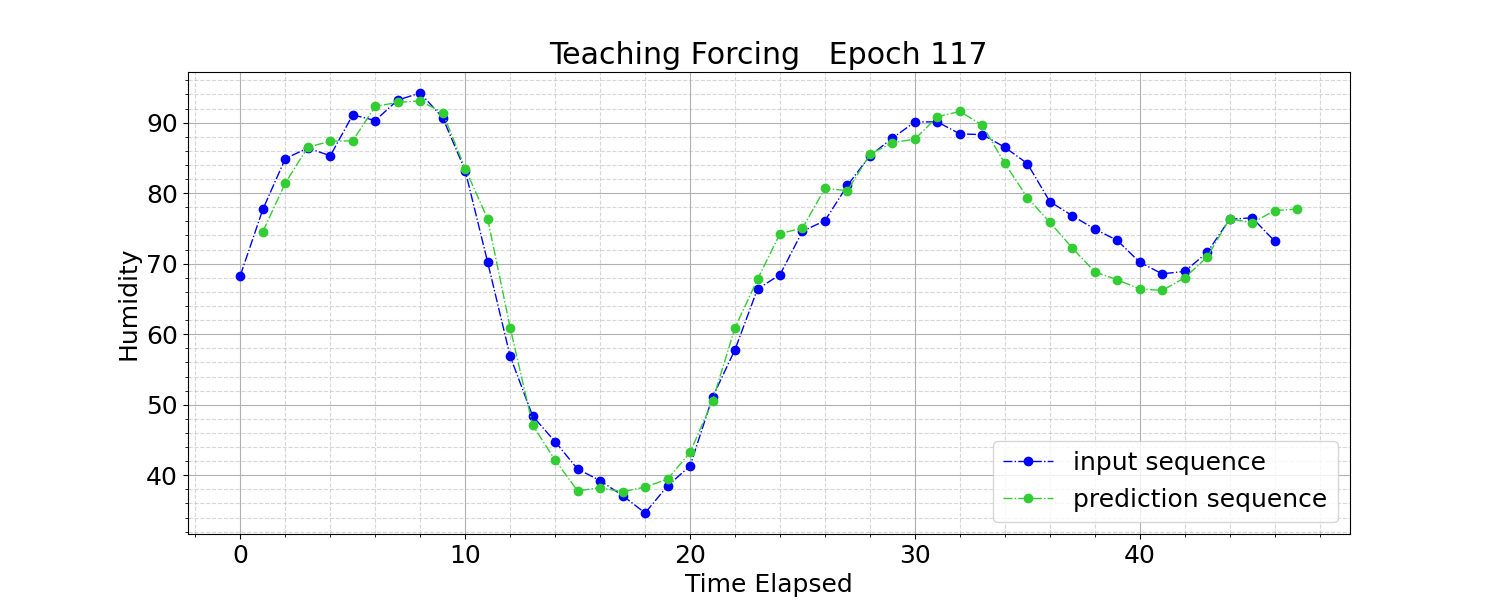 Teaching Forcing   Epoch 117
Humidity
90
80
70
60
50
40
0 10 20 30 40
Time Elapsed
input sequence
prediction sequence